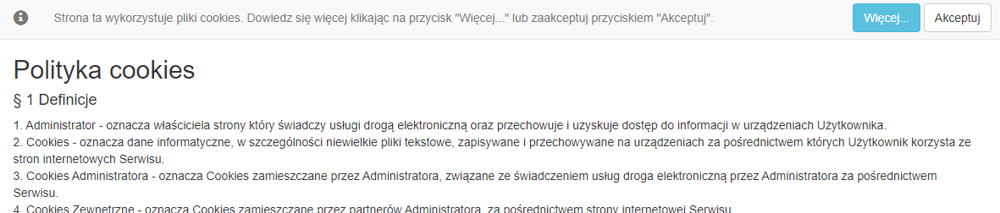 Strona ta wykorzystuje pliki cookies. Dowiedz się więcej klikając na przycisk "Więcej..." lub zaakceptuj przyciskiem "Akceptuj".
Więcej...
Akceptuj
Polityka cookies
§ 1 Definicje
1. Administrator - oznacza właściciela strony który świadczy usługi drogą elektroniczną oraz przechowuje i uzyskuje dostęp do informacji w urządzeniach Użytkownika.
2. Cookies - oznacza dane informatyczne, w szczególności niewielkie pliki tekstowe, zapisywane i przechowywane na urządzeniach za pośrednictwem których Użytkownik korzysta ze
stron internetowych Serwisu.
3. Cookies Administratora - oznacza Cookies zamieszczane przez Administratora, związane ze świadczeniem usług droga elektroniczną przez Administratora za pośrednictwem
Serwisu.
4. Cookies Zewnętrzne - oznacza Cookies zamieszczane przez partnerów Administratora, za pośrednictwem strony internetowej Serwisu